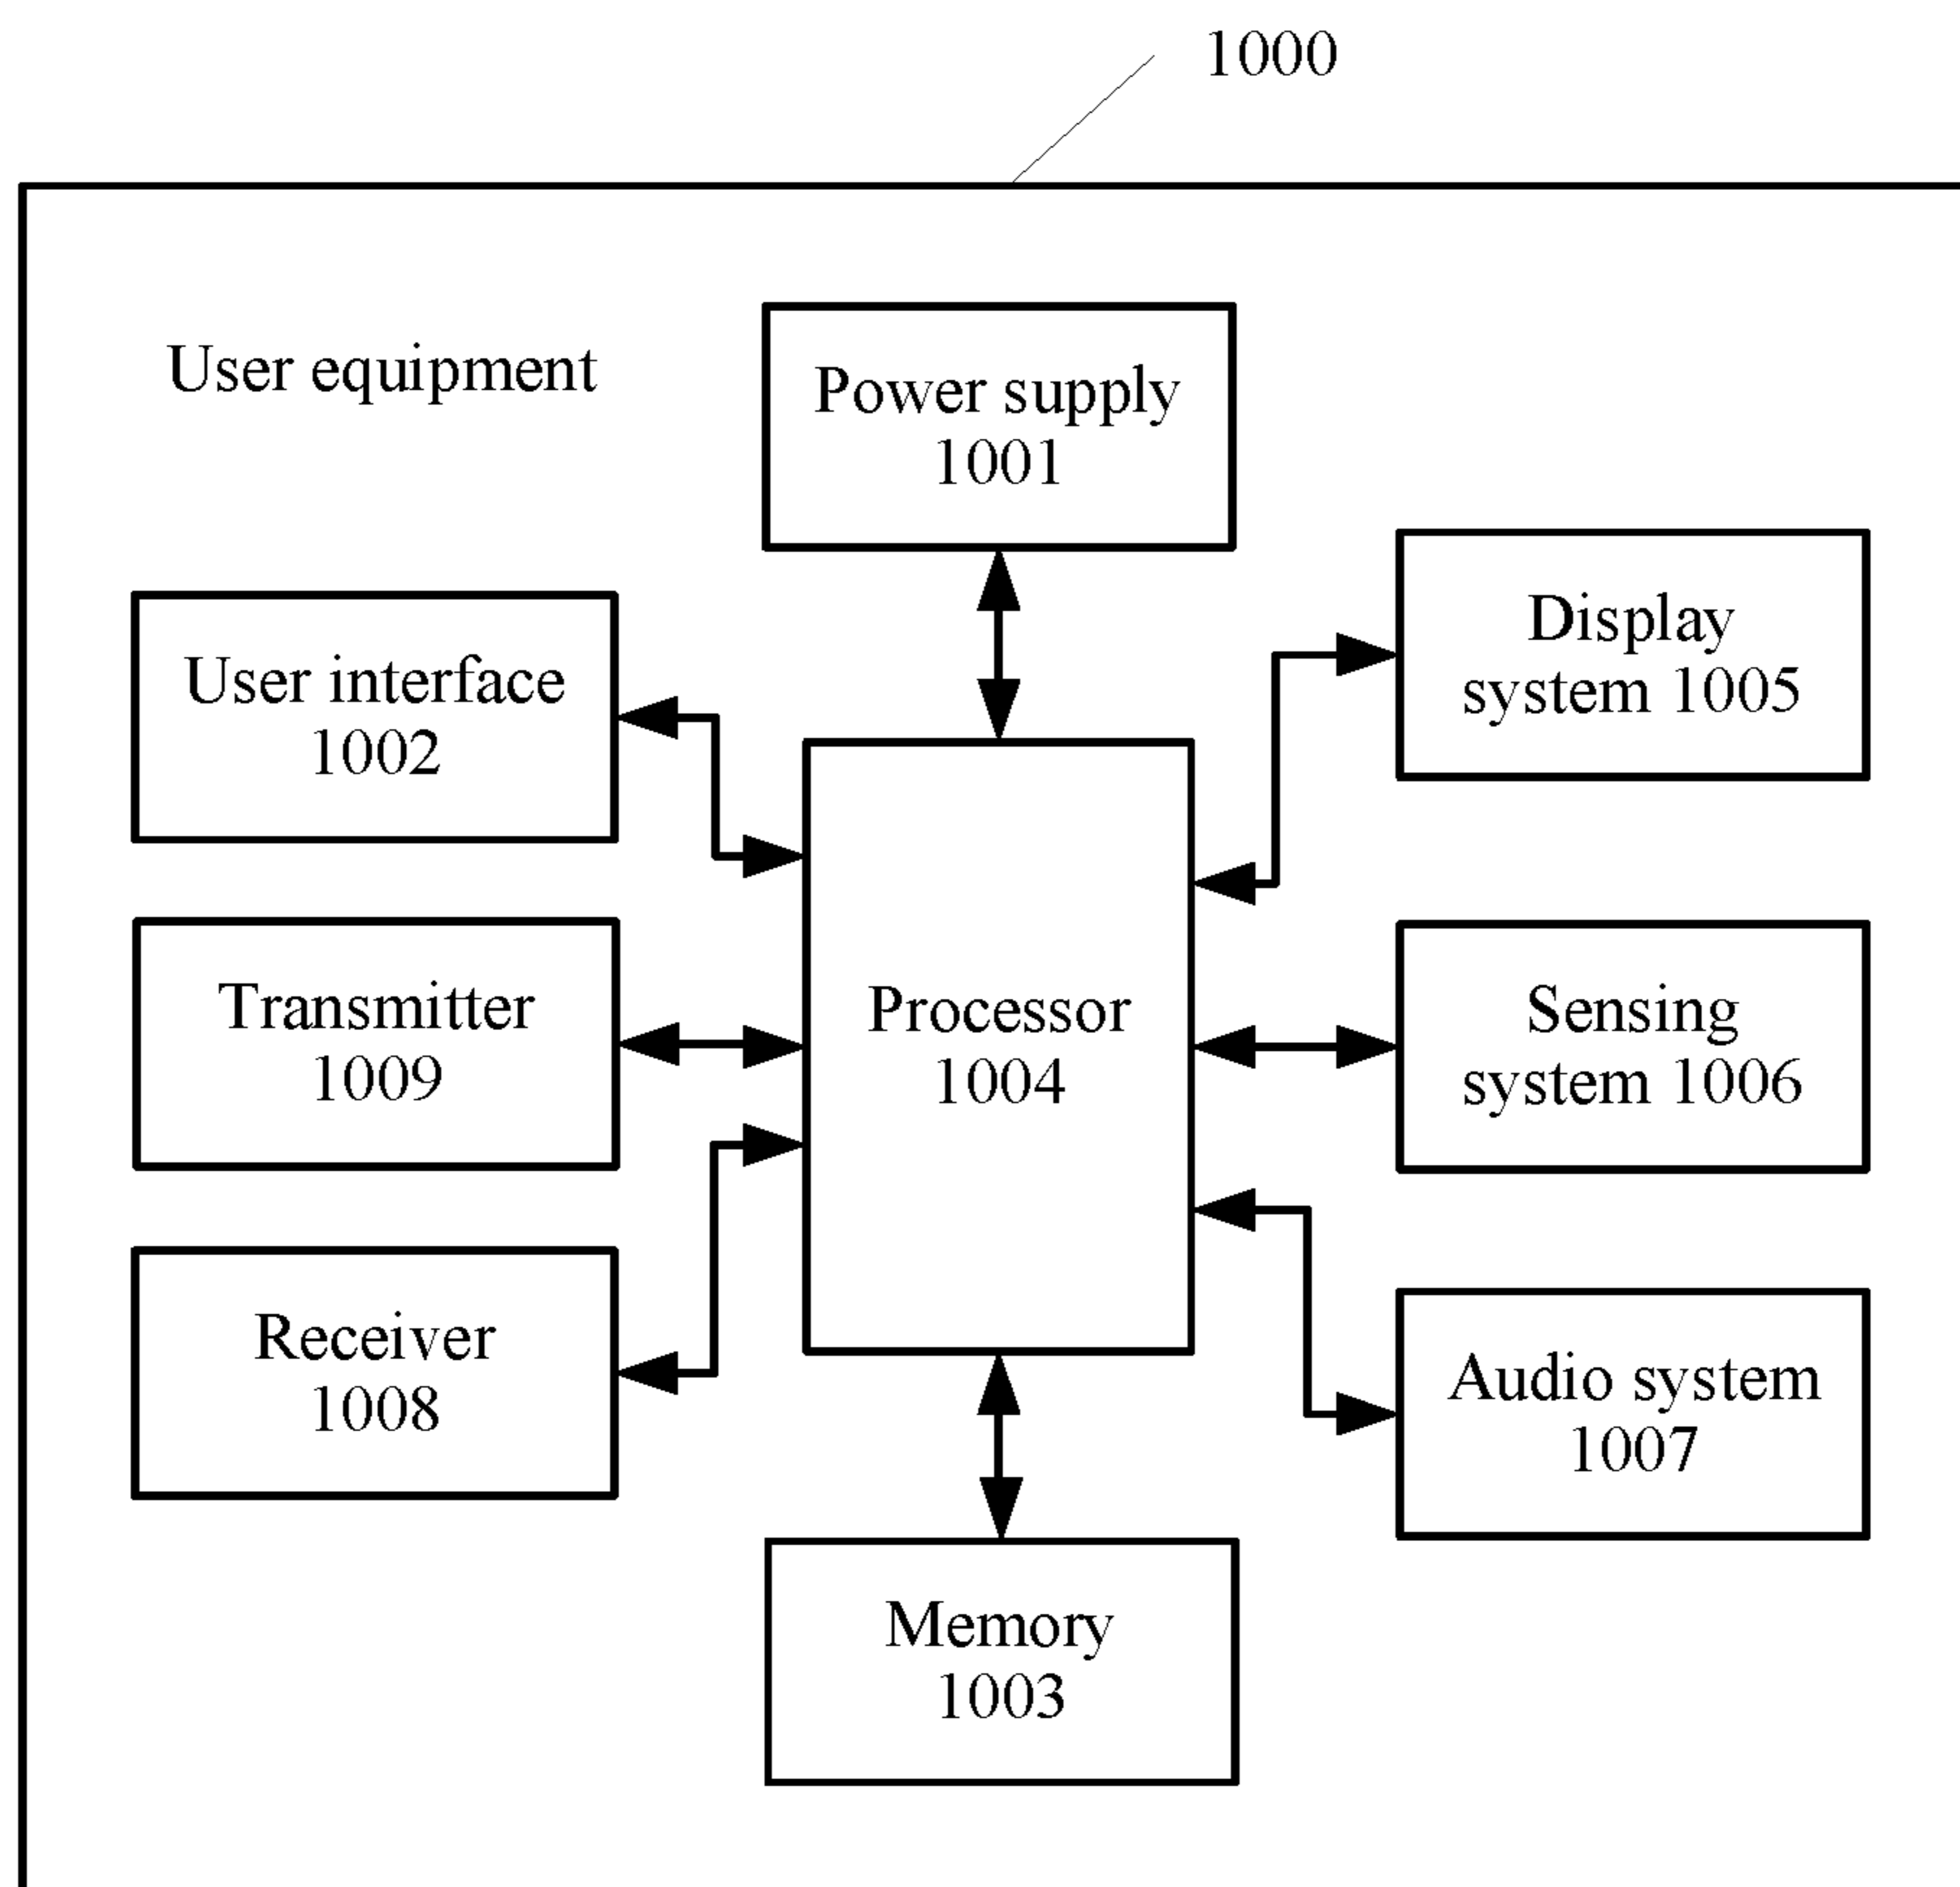 1000
User equipment
Power supply
1001
User interface
1002
Display
system 1005
Transmitter
1009
Processor
1004
Sensing
system 1006
Receiver
1008
Audio system
1007
Memory
1003